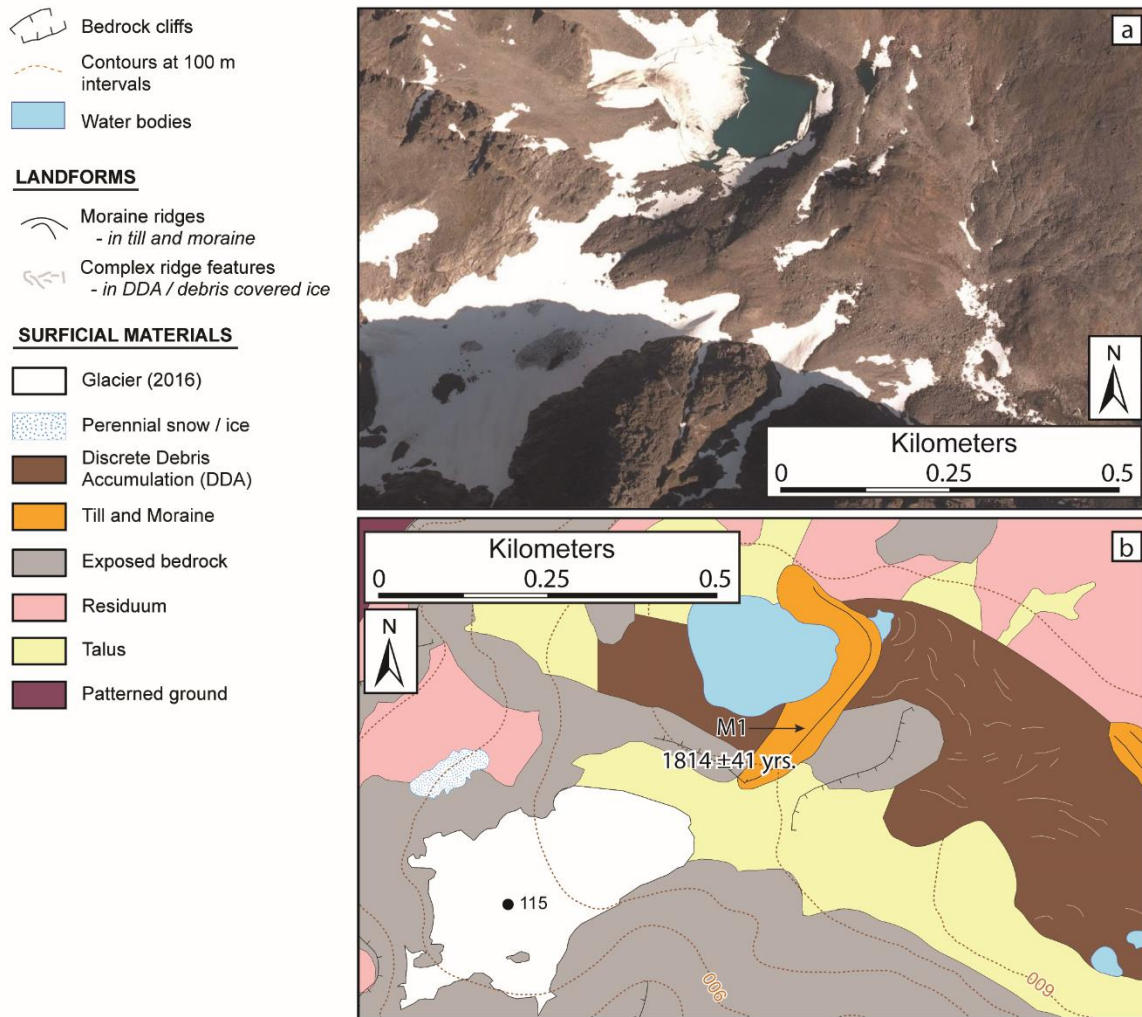 Bedrock cliffs
Contours at 100 m
intervals
Water bodies
LANDFORMS
Moraine ridges
- in till and moraine
Complex ridge features
- in DDA / debris covered ice
SURFICIAL MATERIALS
Glacier (2016)
Perennial snow / ice
Discrete Debris
Accumulation (DDA)
Till and Moraine
Exposed bedrock
Residuum
Talus
Patterned ground
a
N
Kilometers
0 0.25 0.5
b
Kilometers
0 0.25 0.5
N
M1
1814 ±41 yrs.
115
900
600